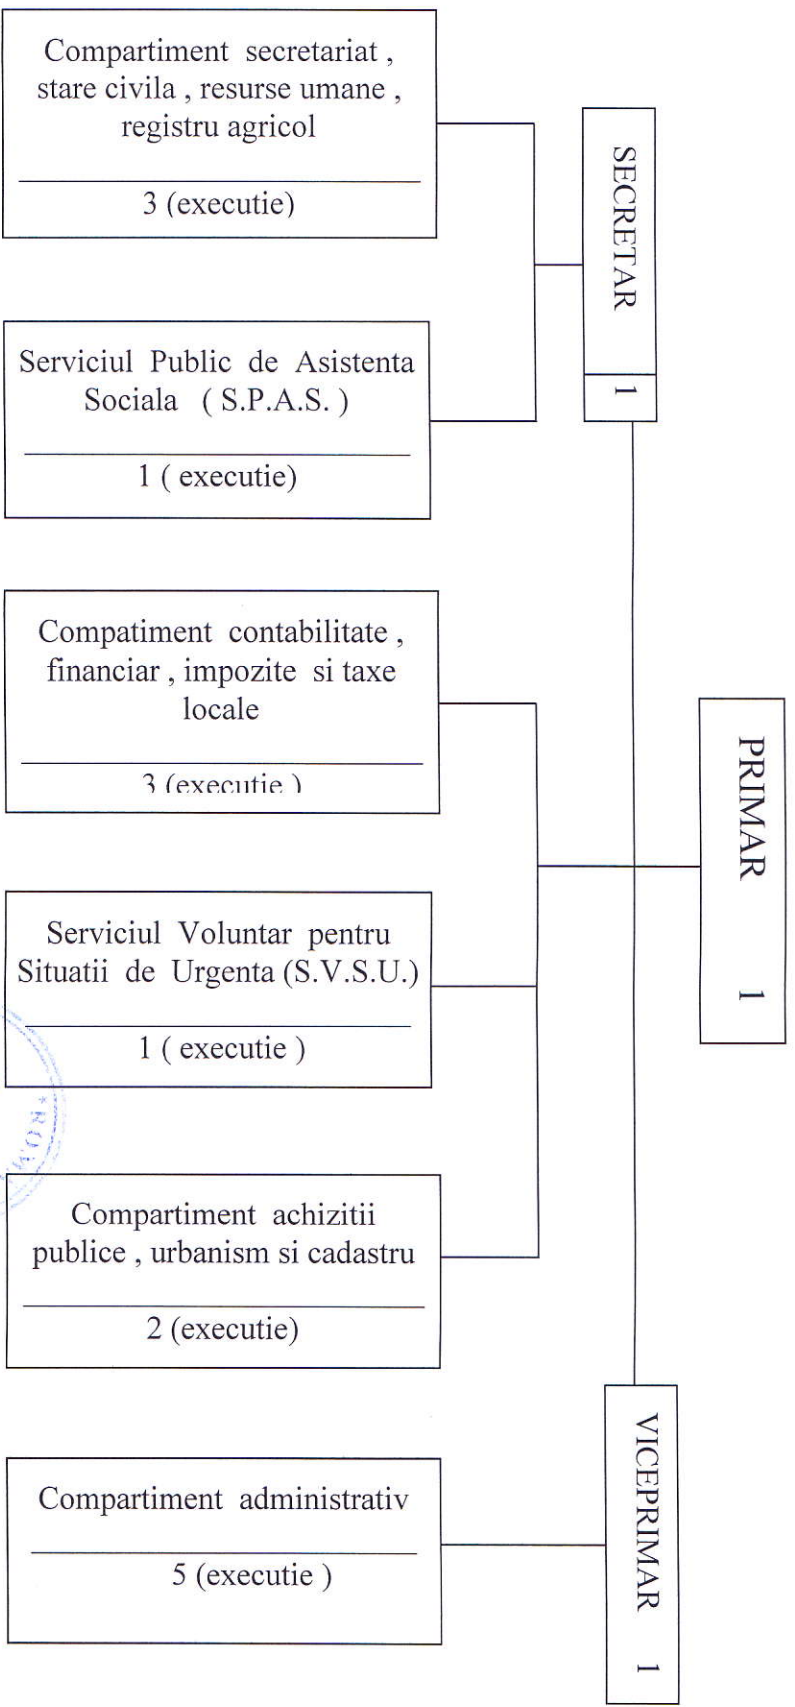 PRIMAR 1
SECRETAR 1
VICEPRIMAR 1
Compartiment secretariat ,
stare civila , resurse umane ,
registru agricol
3 (executie)
Serviciul Public de Asistenta
Sociala ( S.P.A.S. )
1 ( executie)
Compatiment contabilitate ,
financiar , impozite si taxe
locale
3 (executie )
Serviciul Voluntar pentru
Situatii de Urgenta (S.V.S.U.)
1 ( executie )
Compartiment achizitii
publice , urbanism si cadastru
2 (executie)
Compartiment administrativ
5 (executie )